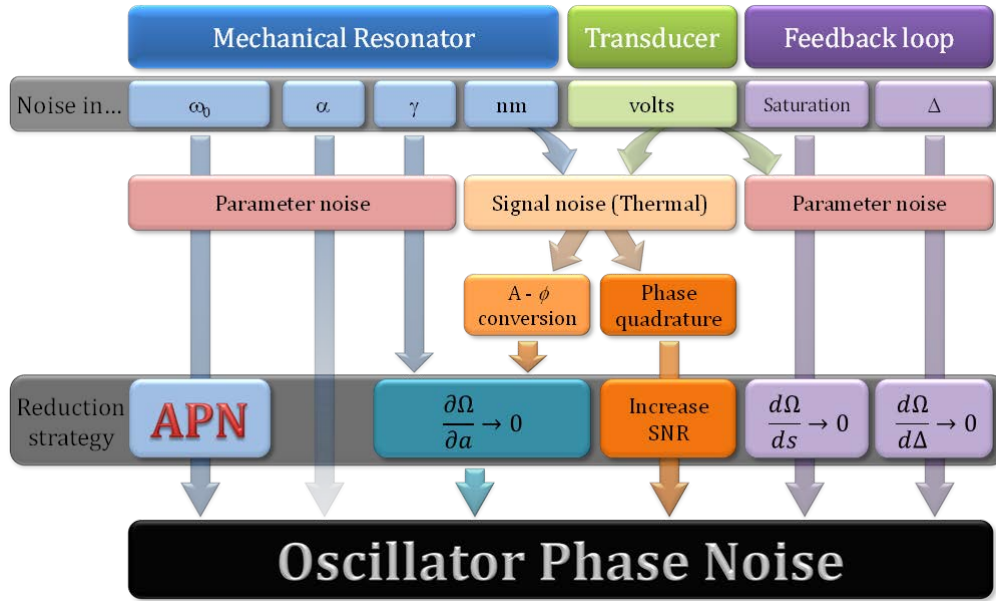 Mechanical Resonator
Transducer
Feedback loop
Noise in...
ω₀
α
γ
nm
volts
Saturation
Δ
Parameter noise
Signal noise (Thermal)
Parameter noise
A - ϕ
conversion
Phase
quadrature
Reduction
strategy
APN
∂Ω/∂a → 0
Increase
SNR
dΩ/ds → 0
dΩ/dΔ → 0
Oscillator Phase Noise